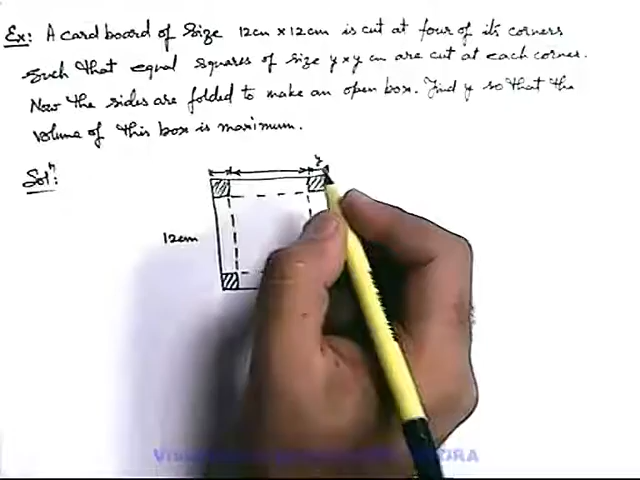 Ex: A card board of size 12cm × 12cm is cut at four of its corners
such that equal squares of size y × y cm are cut at each corner.
Now the sides are folded to make an open box. Find y so that the
volume of this box is maximum.
Solⁿ:
y
12cm